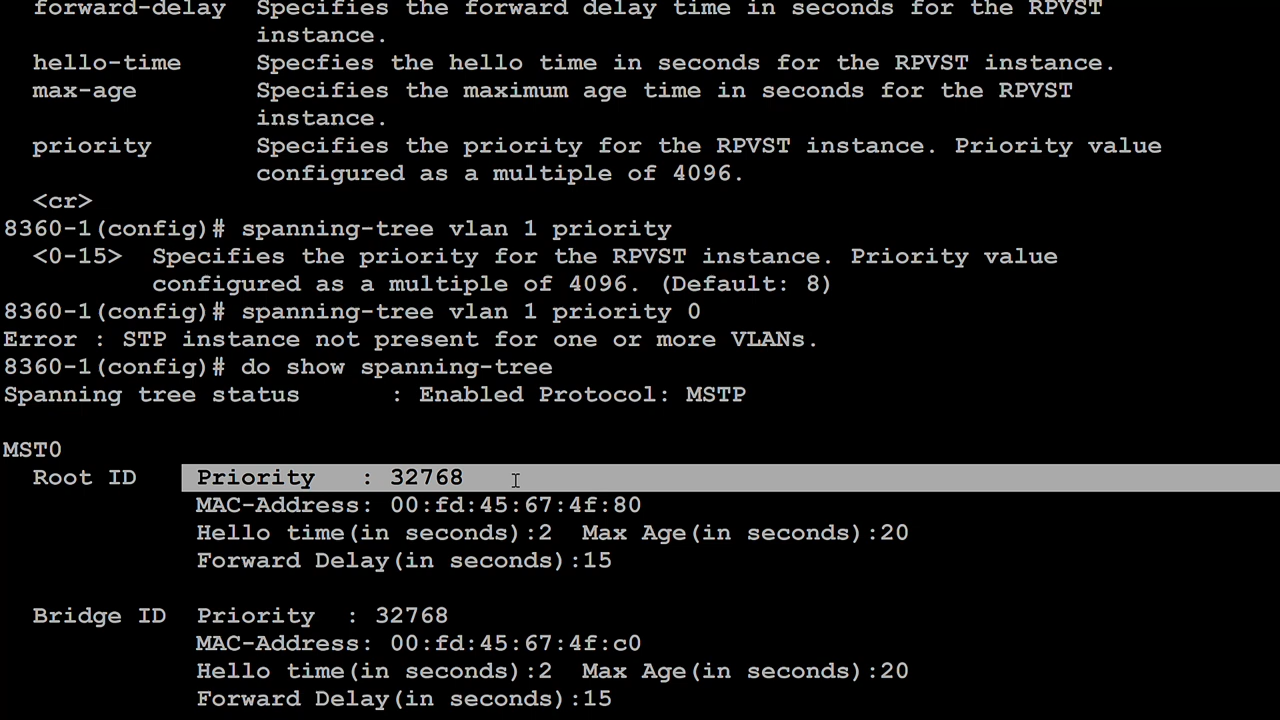 forward-delay  Specifies the forward delay time in seconds for the RPVST
instance.
hello-time     Specfies the hello time in seconds for the RPVST instance.
max-age        Specifies the maximum age time in seconds for the RPVST
instance.
priority       Specifies the priority for the RPVST instance. Priority value
configured as a multiple of 4096.
<cr>
8360-1(config)# spanning-tree vlan 1 priority
<0-15>  Specifies the priority for the RPVST instance. Priority value
configured as a multiple of 4096. (Default: 8)
8360-1(config)# spanning-tree vlan 1 priority 0
Error : STP instance not present for one or more VLANs.
8360-1(config)# do show spanning-tree
Spanning tree status      : Enabled Protocol: MSTP
MST0
Root ID    Priority   : 32768
MAC-Address: 00:fd:45:67:4f:80
Hello time(in seconds):2  Max Age(in seconds):20
Forward Delay(in seconds):15
Bridge ID  Priority  : 32768
MAC-Address: 00:fd:45:67:4f:c0
Hello time(in seconds):2  Max Age(in seconds):20
Forward Delay(in seconds):15